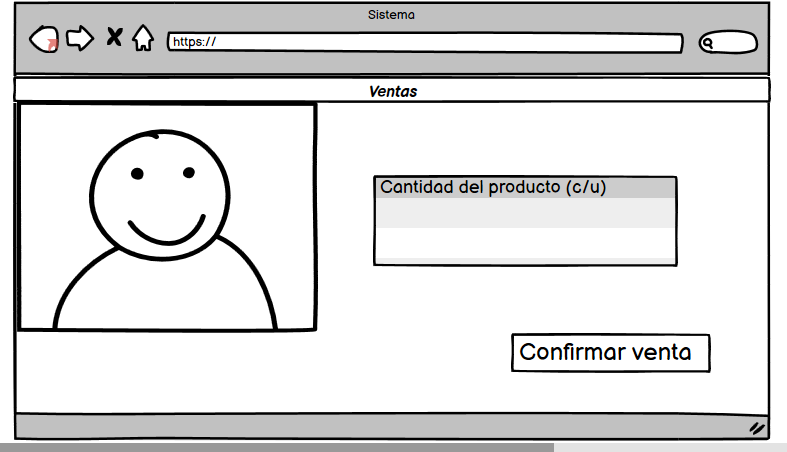 Sistema
https://
Ventas
Cantidad del producto (c/u)
Confirmar venta